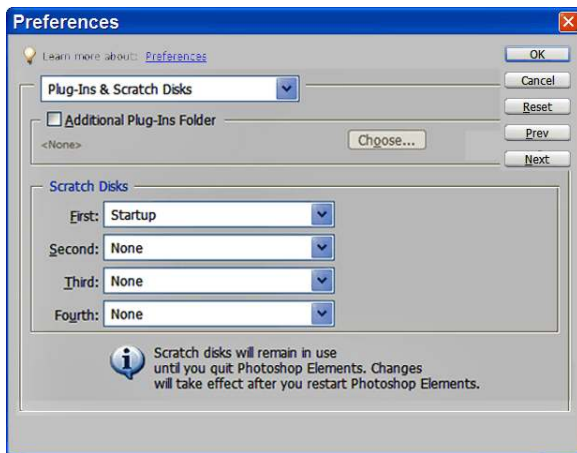 Preferences
Learn more about: Preferences
OK
Plug-Ins & Scratch Disks
Cancel
Reset
Additional Plug-Ins Folder
<None>
Choose...
Prev
Next
Scratch Disks
First: Startup
Second: None
Third: None
Fourth: None
Scratch disks will remain in use
until you quit Photoshop Elements. Changes
will take effect after you restart Photoshop Elements.